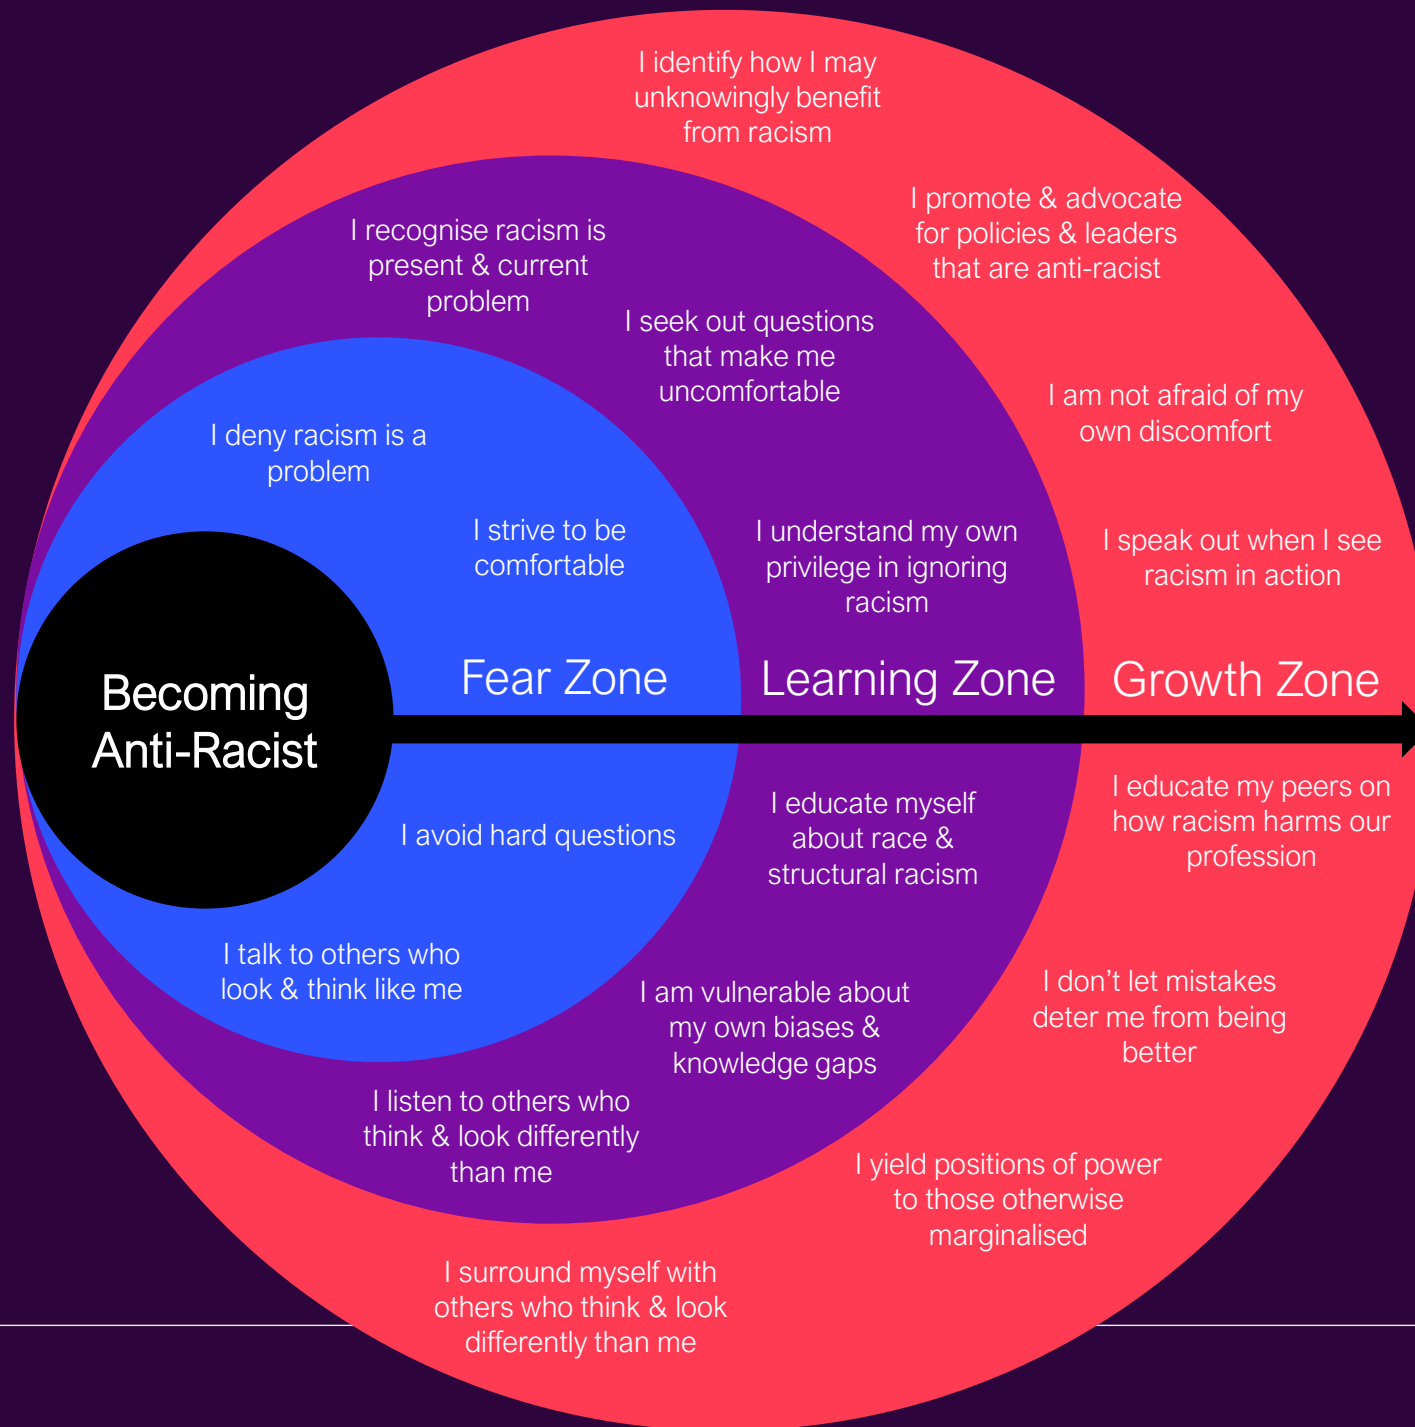 I identify how I may
unknowingly benefit
from racism
I promote & advocate
for policies & leaders
that are anti-racist
I recognise racism is
present & current
problem
I seek out questions
that make me
uncomfortable
I am not afraid of my
own discomfort
I deny racism is a
problem
I strive to be
comfortable
I understand my own
privilege in ignoring
racism
I speak out when I see
racism in action
Becoming
Anti-Racist
Fear Zone
Learning Zone
Growth Zone
I avoid hard questions
I educate myself
about race &
structural racism
I educate my peers on
how racism harms our
profession
I talk to others who
look & think like me
I am vulnerable about
my own biases &
knowledge gaps
I don’t let mistakes
deter me from being
better
I listen to others who
think & look differently
than me
I yield positions of power
to those otherwise
marginalised
I surround myself with
others who think & look
differently than me